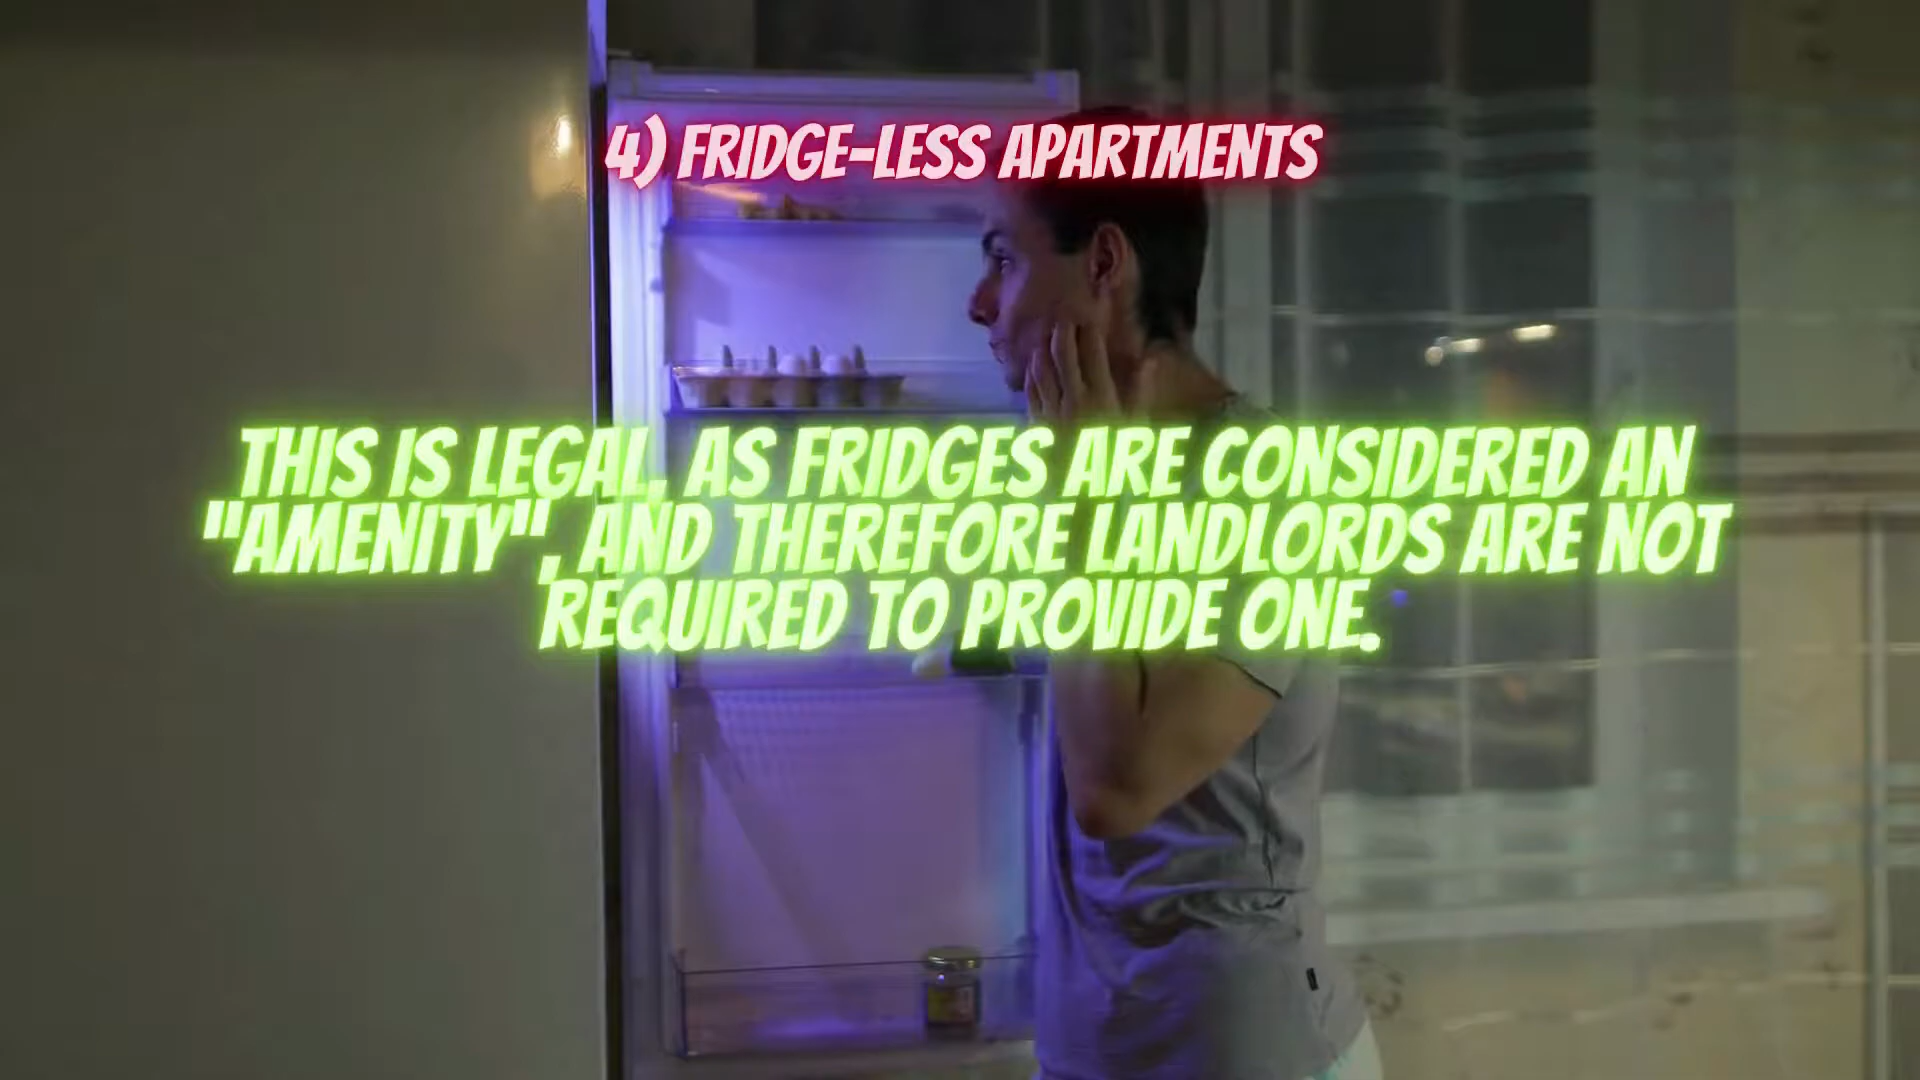 4) FRIDGE-LESS APARTMENTS
THIS IS LEGAL, AS FRIDGES ARE CONSIDERED AN
"AMENITY", AND THEREFORE LANDLORDS ARE NOT
REQUIRED TO PROVIDE ONE.